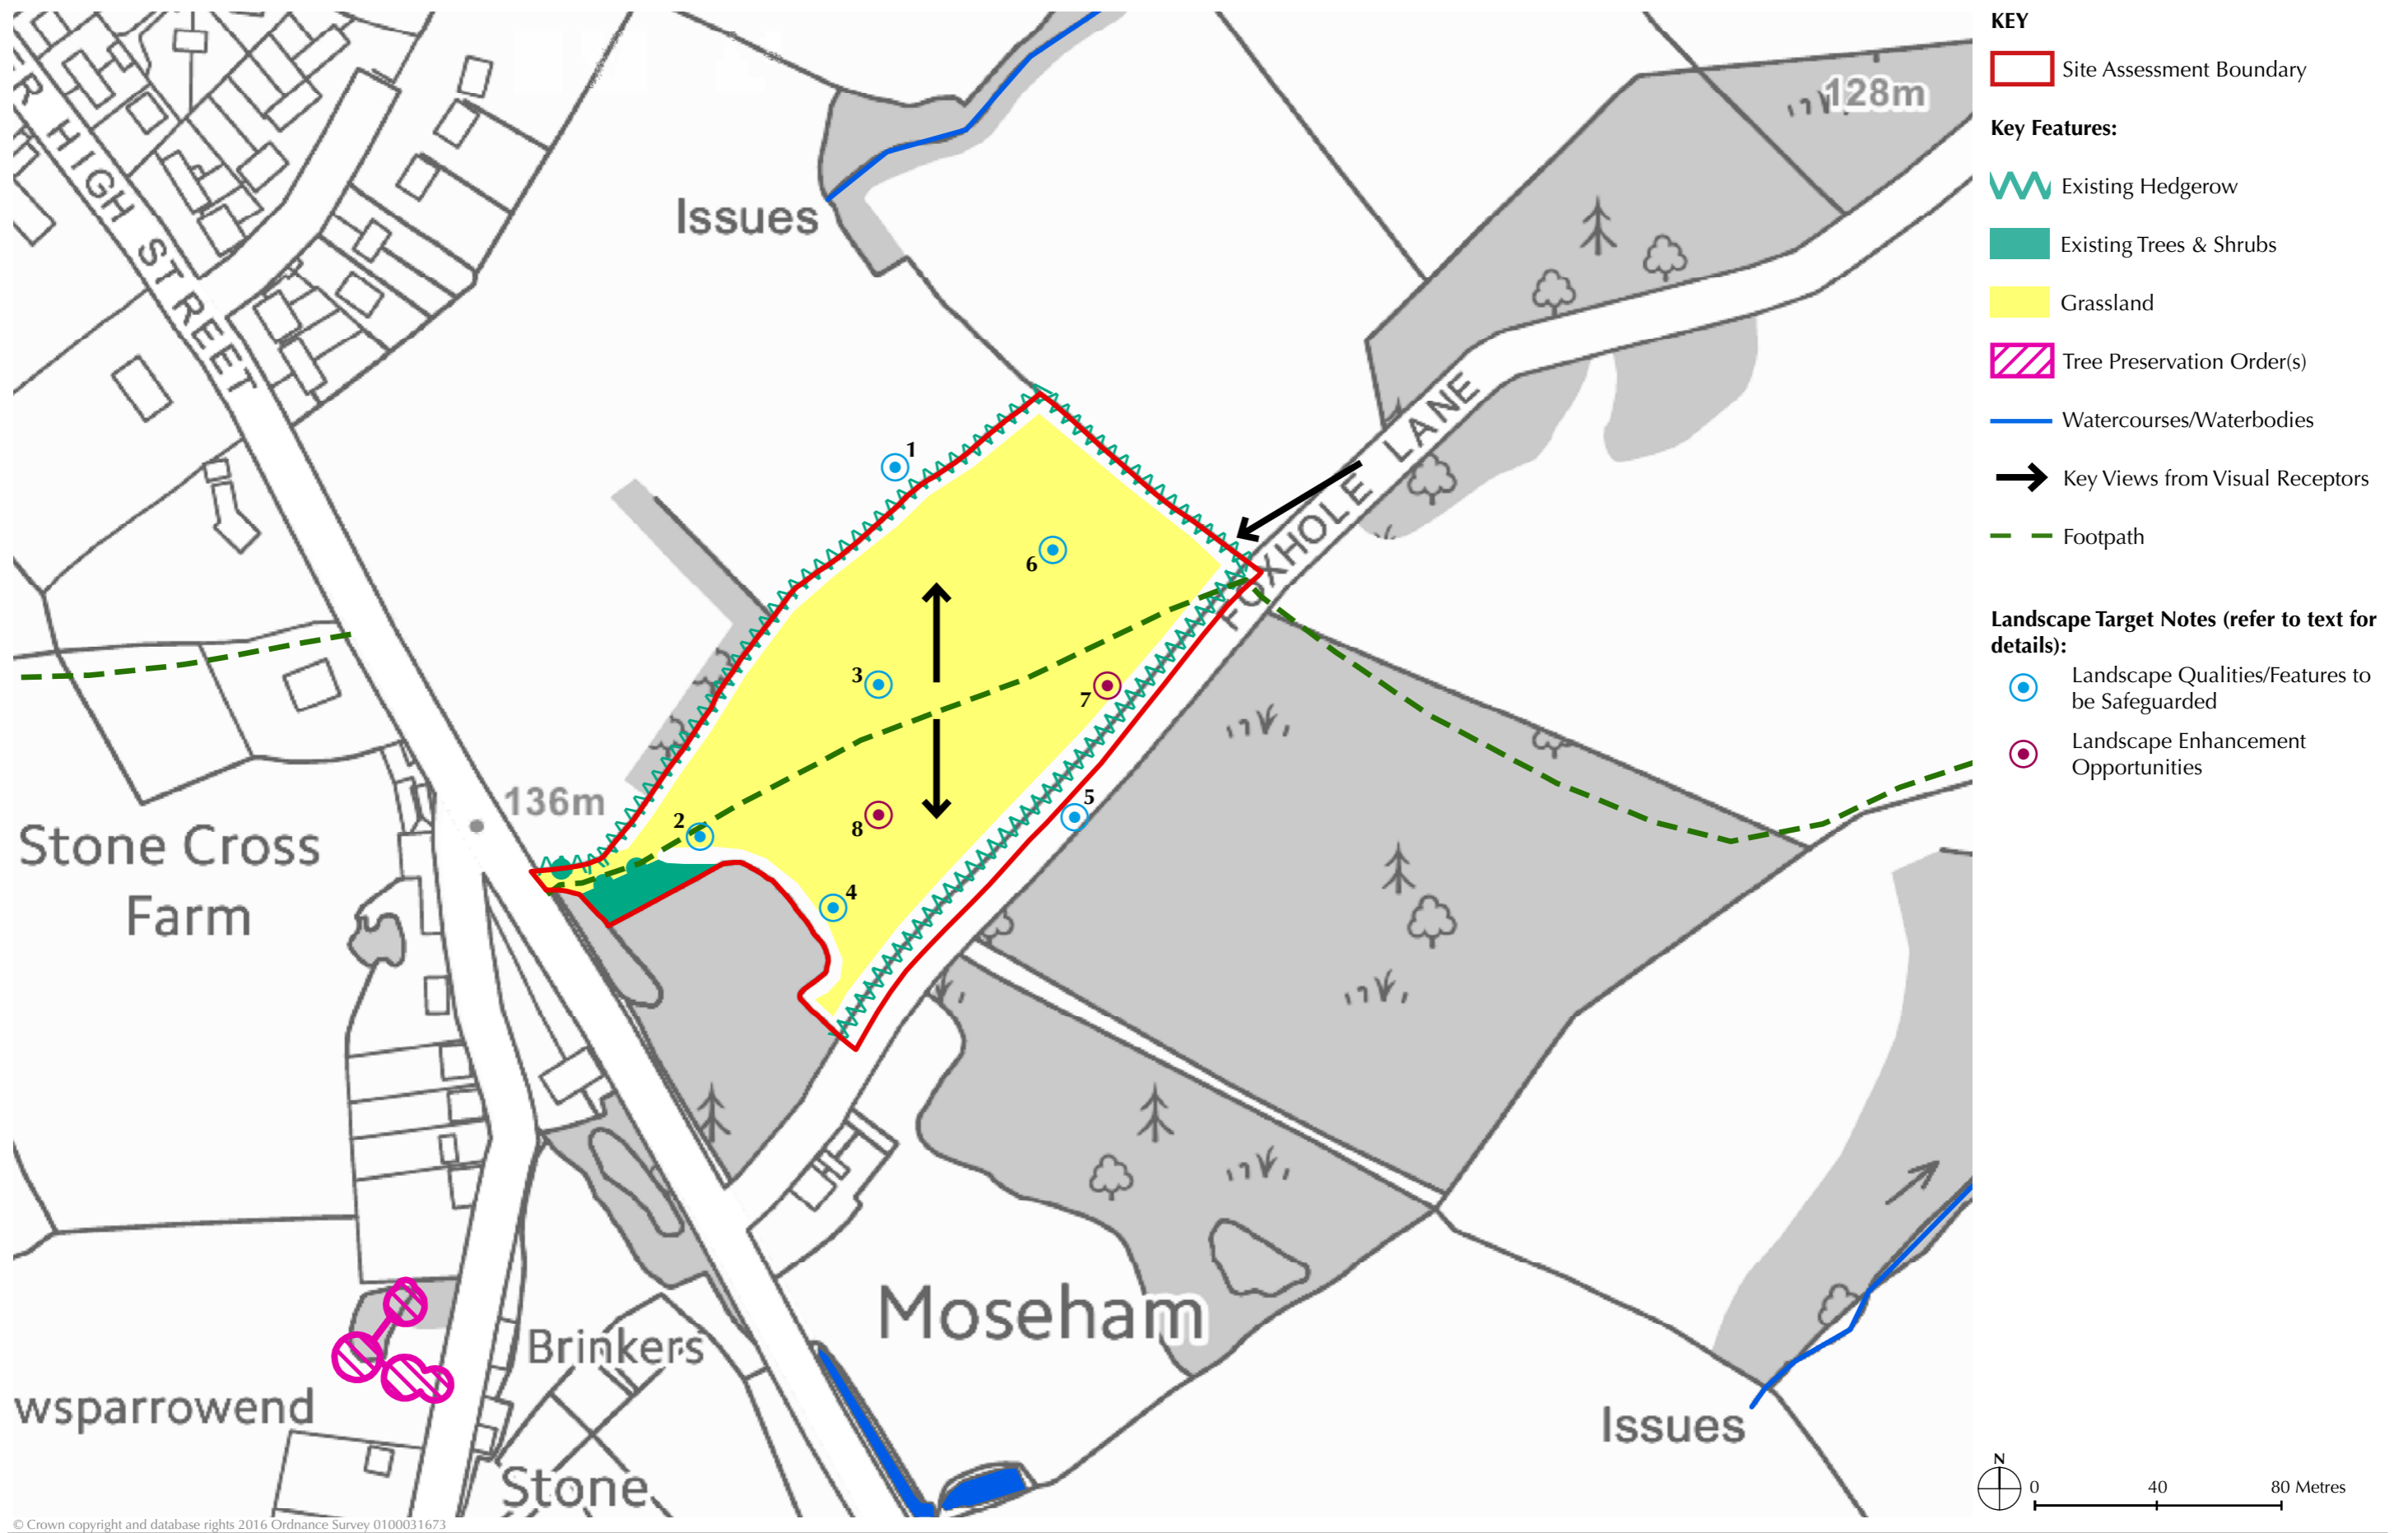 ER HIGH STREET
Issues
128m
FOXHOLE LANE
1
6
3
7
2
8
5
4
136m
Stone Cross
Farm
Moseham
Brinkers
wsparrowend
Stone
Issues
© Crown copyright and database rights 2016 Ordnance Survey 0100031673
KEY
Site Assessment Boundary
Key Features:
Existing Hedgerow
Existing Trees & Shrubs
Grassland
Tree Preservation Order(s)
Watercourses/Waterbodies
Key Views from Visual Receptors
Footpath
Landscape Target Notes (refer to text for
details):
Landscape Qualities/Features to
be Safeguarded
Landscape Enhancement
Opportunities
N
0 40 80 Metres